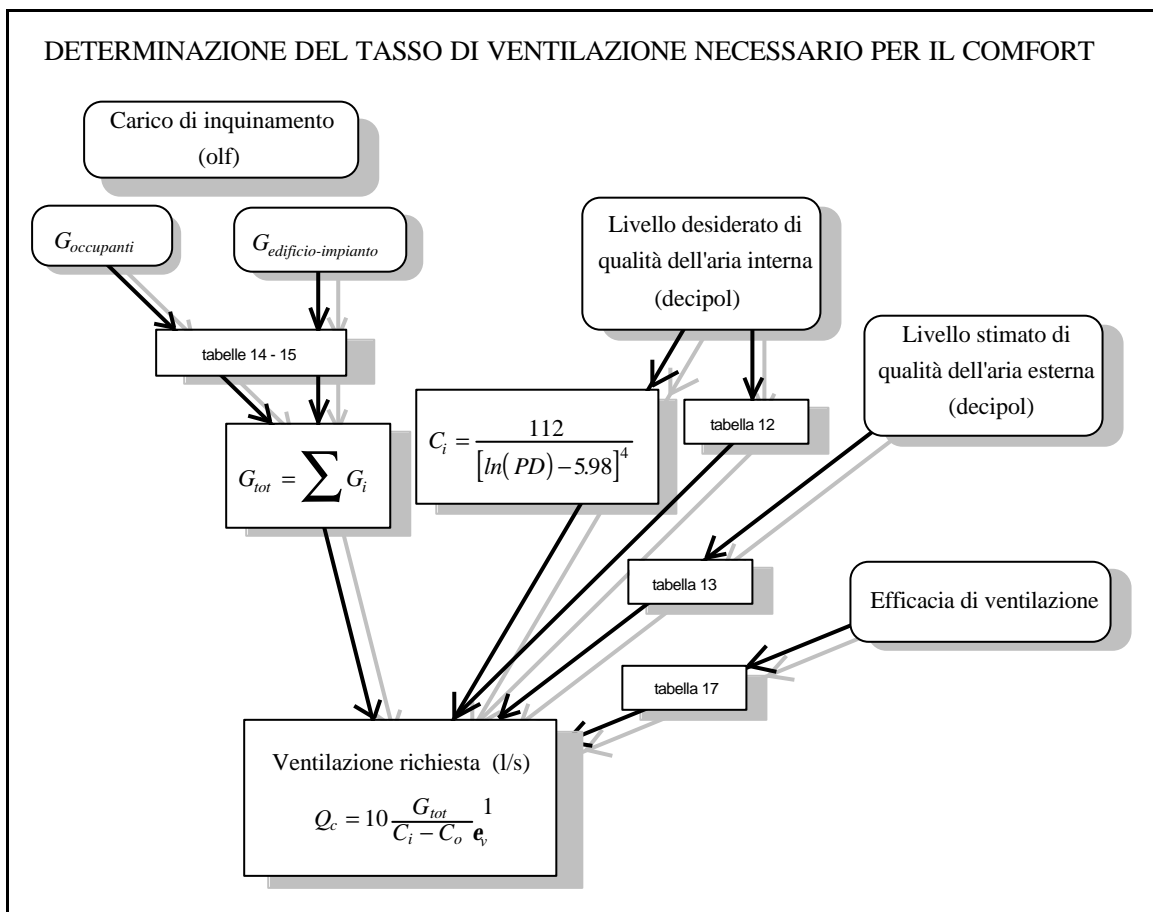 DETERMINAZIONE DEL TASSO DI VENTILAZIONE NECESSARIO PER IL COMFORT
Carico di inquinamento
(olf)
G_occupanti
G_edificio-impianto
Livello desiderato di
qualità dell'aria interna
(decipol)
Livello stimato di
qualità dell'aria esterna
(decipol)
tabelle 14 - 15
tabella 12
C_i = 112 / [ln(PD) − 5.98]^4
G_tot = ∑ G_i
tabella 13
Efficacia di ventilazione
tabella 17
Ventilazione richiesta (l/s)
Q_c = 10 G_tot / (C_i − C_o) 1 / e_v